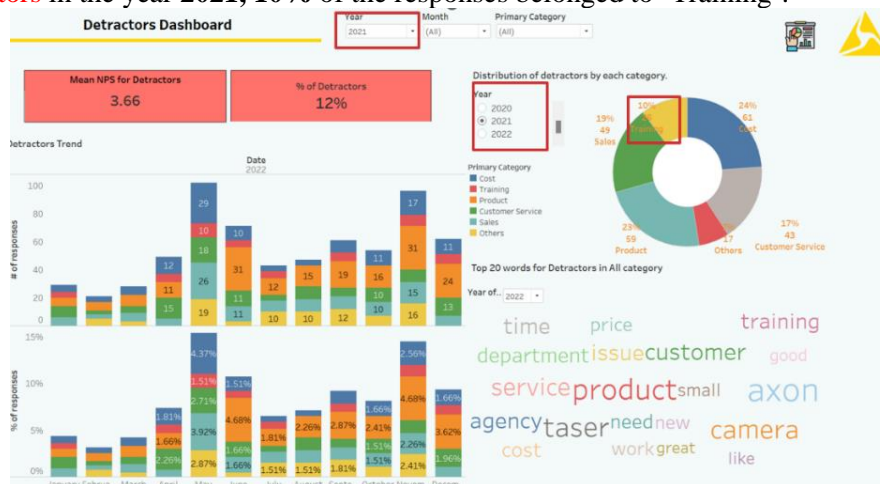 in the year 2021, 10% of the responses belonged to "Training".
Detractors Dashboard
Year
2021
Month
(All)
Primary Category
(All)
Mean NPS for Detractors
3.66
% of Detractors
12%
Distribution of detractors by each category.
Year
2020
2021
2022
Primary Category
Cost
Training
Product
Customer Service
Sales
Others
10%
Training
24%
61
Cost
19%
49
Sales
23%
59
Product
17
Others
17%
43
Customer Service
Detractors Trend
Date
2022
# of responses
100
80
60
40
20
0
12
11
15
29
10
18
26
19
10
31
11
11
12
10
15
10
19
12
11
16
10
10
17
31
15
16
11
24
13
% of responses
15%
10%
5%
0%
1.81%
1.66%
2.26%
4.37%
1.51%
2.71%
3.92%
2.87%
1.51%
4.68%
1.66%
1.66%
1.81%
1.51%
2.26%
1.51%
2.87%
1.81%
1.66%
2.41%
1.51%
1.51%
2.56%
4.68%
2.26%
2.41%
1.66%
3.62%
1.96%
Top 20 words for Detractors in All category
Year of..
2022
time price training
department issue customer good
service product small axon
agency taser need new camera
cost work great like